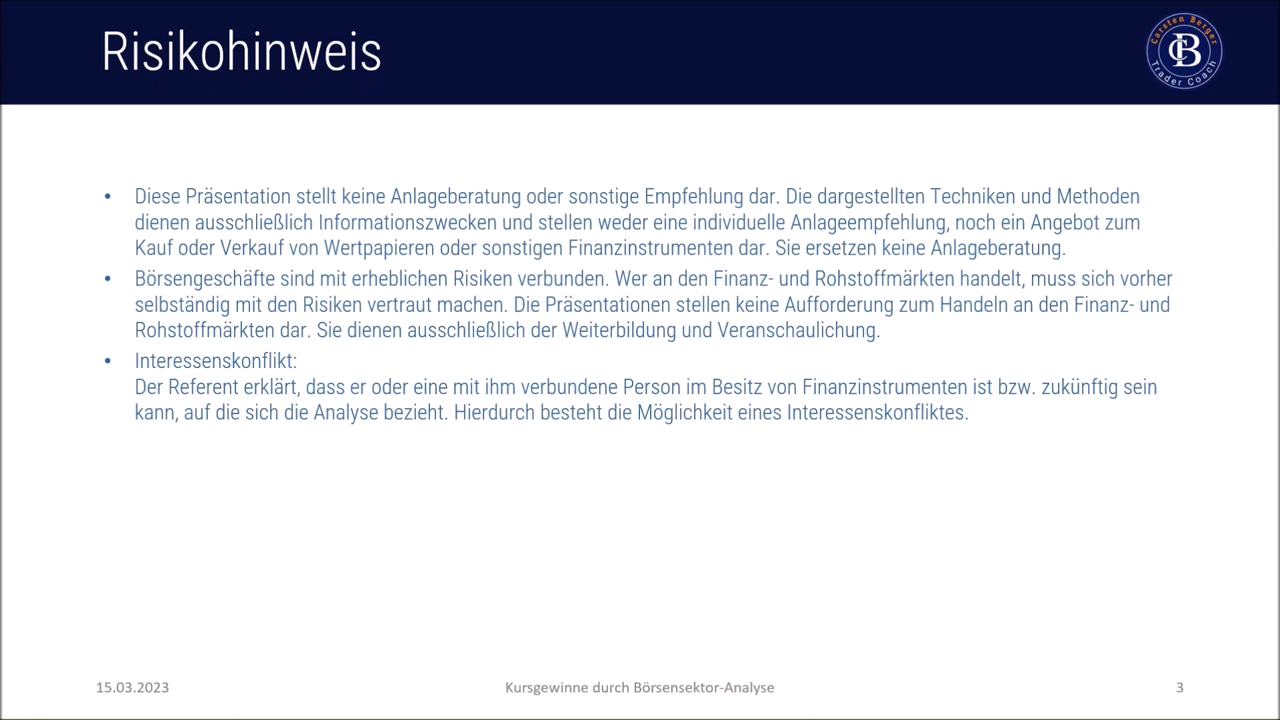 Risikohinweis
Carsten Berger
CB
Trader Coach
• Diese Präsentation stellt keine Anlageberatung oder sonstige Empfehlung dar. Die dargestellten Techniken und Methoden
dienen ausschließlich Informationszwecken und stellen weder eine individuelle Anlageempfehlung, noch ein Angebot zum
Kauf oder Verkauf von Wertpapieren oder sonstigen Finanzinstrumenten dar. Sie ersetzen keine Anlageberatung.
• Börsengeschäfte sind mit erheblichen Risiken verbunden. Wer an den Finanz- und Rohstoffmärkten handelt, muss sich vorher
selbständig mit den Risiken vertraut machen. Die Präsentationen stellen keine Aufforderung zum Handeln an den Finanz- und
Rohstoffmärkten dar. Sie dienen ausschließlich der Weiterbildung und Veranschaulichung.
• Interessenskonflikt:
Der Referent erklärt, dass er oder eine mit ihm verbundene Person im Besitz von Finanzinstrumenten ist bzw. zukünftig sein
kann, auf die sich die Analyse bezieht. Hierdurch besteht die Möglichkeit eines Interessenskonfliktes.
15.03.2023
Kursgewinne durch Börsensektor-Analyse
3